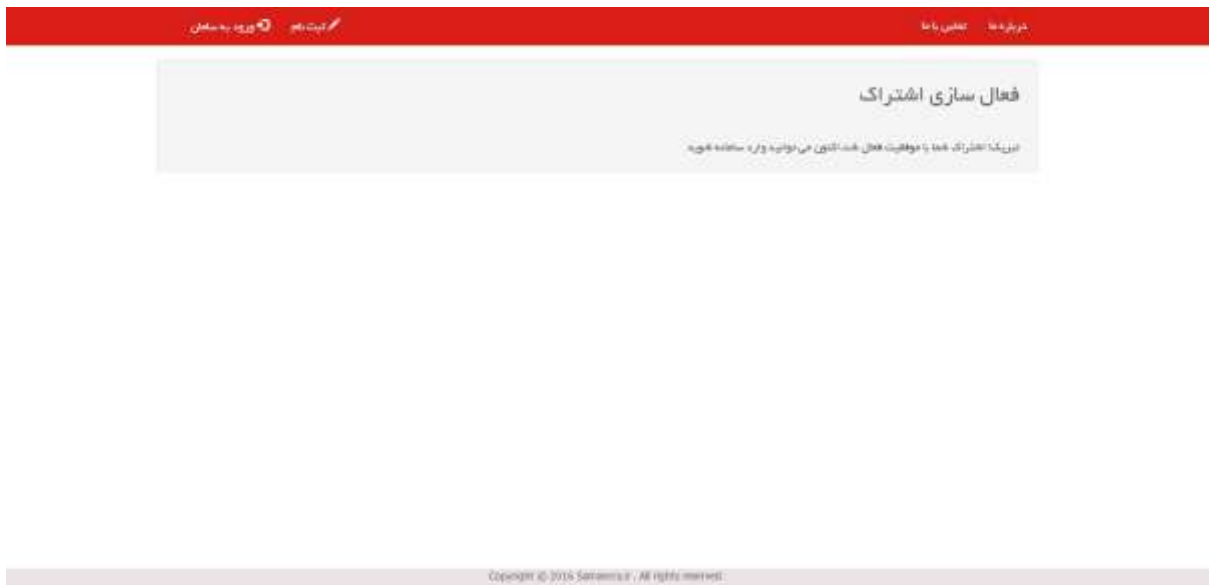 درباره ما تماس با ما ثبت نام ورود به سامان
فعال سازی اشتراک
تبریک! اشتراک شما با موفقیت فعال شد. اکنون می توانید وارد سامانه شوید
Copyright © 2016 . All rights reserved